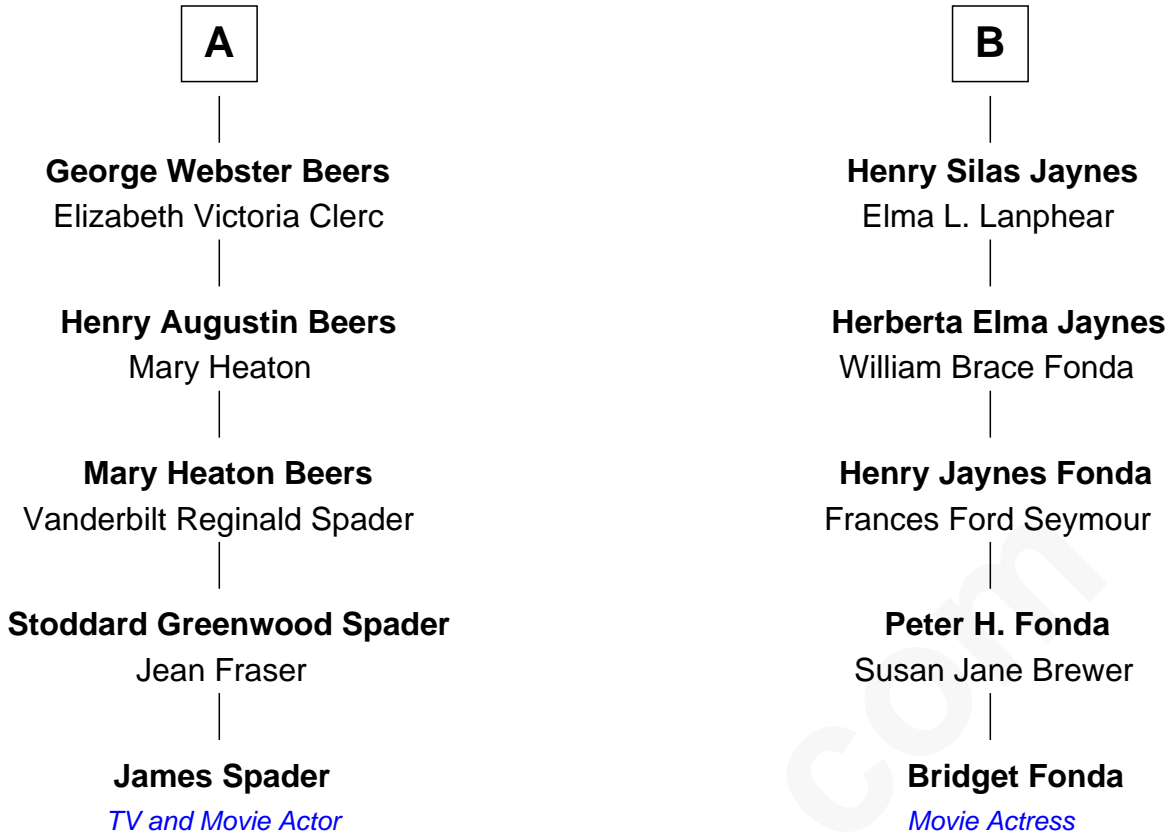 A
George Webster Beers
Elizabeth Victoria Clerc
Henry Augustin Beers
Mary Heaton
Mary Heaton Beers
Vanderbilt Reginald Spader
Stoddard Greenwood Spader
Jean Fraser
James Spader
TV and Movie Actor
B
Henry Silas Jaynes
Elma L. Lanphear
Herberta Elma Jaynes
William Brace Fonda
Henry Jaynes Fonda
Frances Ford Seymour
Peter H. Fonda
Susan Jane Brewer
Bridget Fonda
Movie Actress
com